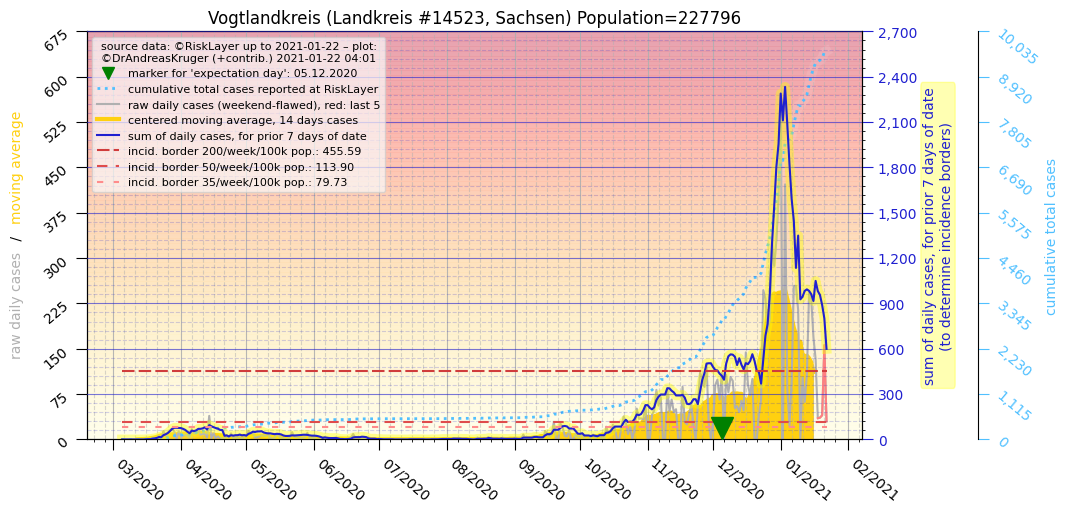 Vogtlandkreis (Landkreis #14523, Sachsen) Population=227796
source data: ©RiskLayer up to 2021-01-22 – plot:
©DrAndreasKruger (+contrib.) 2021-01-22 04:01
marker for 'expectation day': 05.12.2020
cumulative total cases reported at RiskLayer
raw daily cases (weekend-flawed), red: last 5
centered moving average, 14 days cases
sum of daily cases, for prior 7 days of date
incid. border 200/week/100k pop.: 455.59
incid. border 50/week/100k pop.: 113.90
incid. border 35/week/100k pop.: 79.73
raw daily cases / moving average
675
600
525
450
375
300
225
150
75
0
03/2020
04/2020
05/2020
06/2020
07/2020
08/2020
09/2020
10/2020
11/2020
12/2020
01/2021
02/2021
2,700
2,400
2,100
1,800
1,500
1,200
900
600
300
0
sum of daily cases, for prior 7 days of date
(to determine incidence borders)
10,035
8,920
7,805
6,690
5,575
4,460
3,345
2,230
1,115
0
cumulative total cases